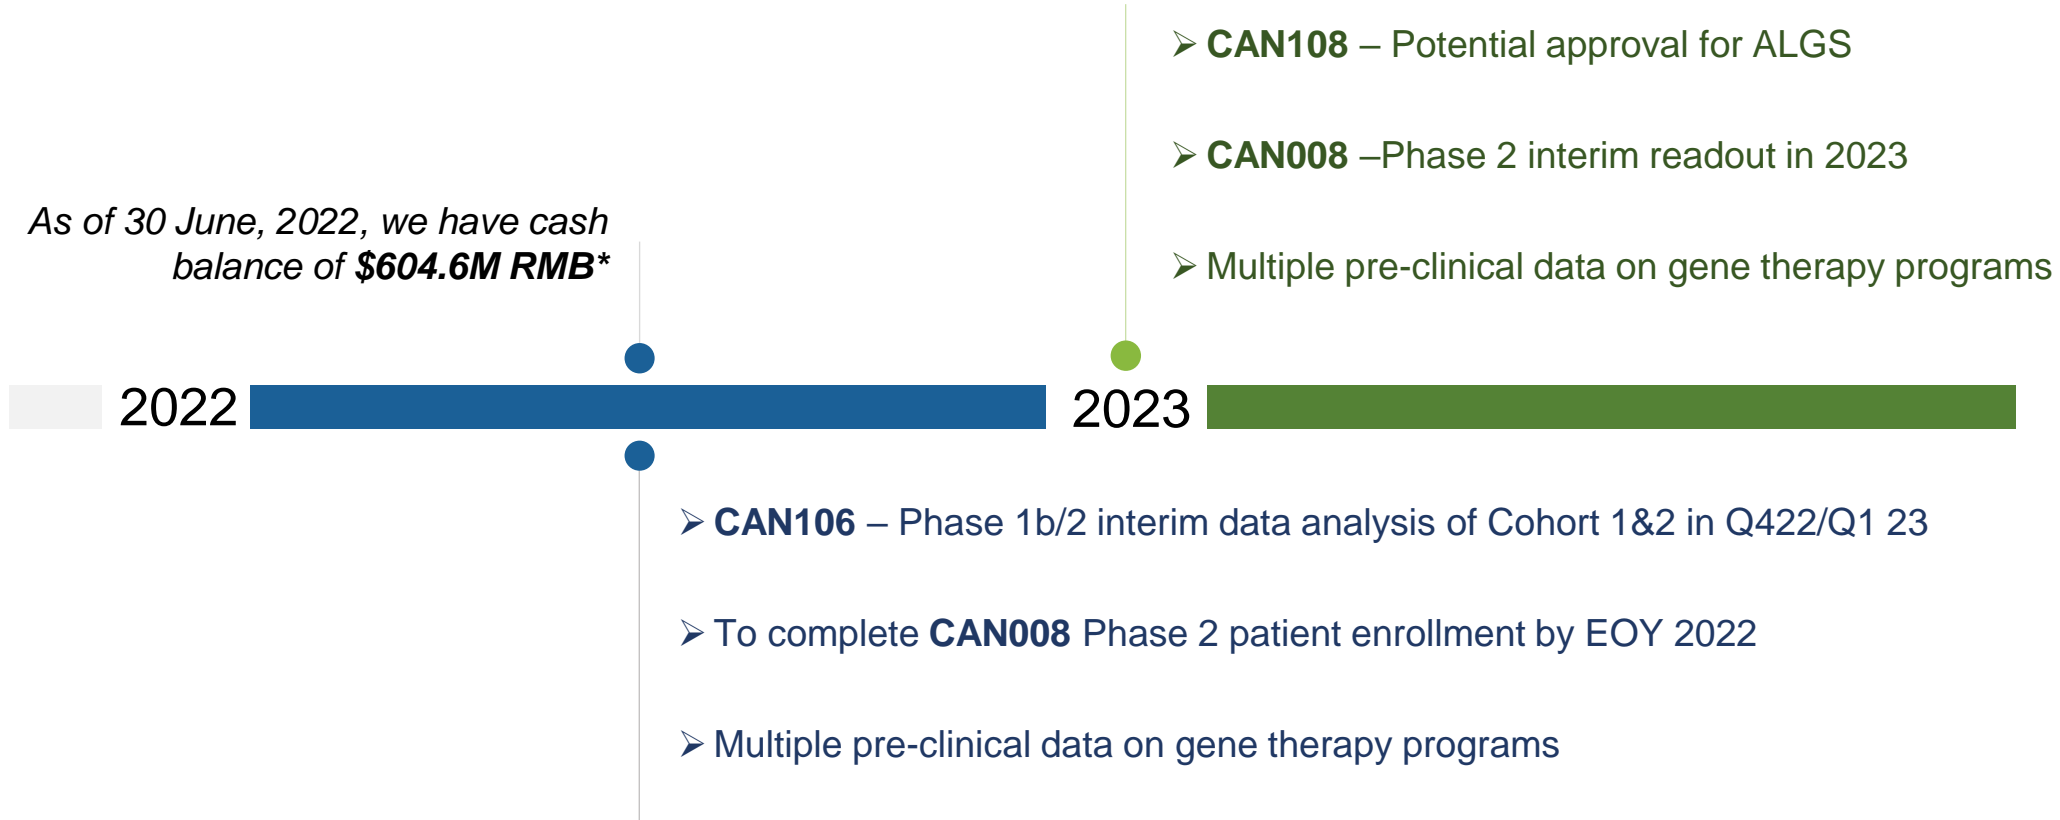 ➢ CAN108 – Potential approval for ALGS
➢ CAN008 –Phase 2 interim readout in 2023
➢ Multiple pre-clinical data on gene therapy programs
As of 30 June, 2022, we have cash
balance of $604.6M RMB*
2022
2023
➢ CAN106 – Phase 1b/2 interim data analysis of Cohort 1&2 in Q422/Q1 23
➢ To complete CAN008 Phase 2 patient enrollment by EOY 2022
➢ Multiple pre-clinical data on gene therapy programs